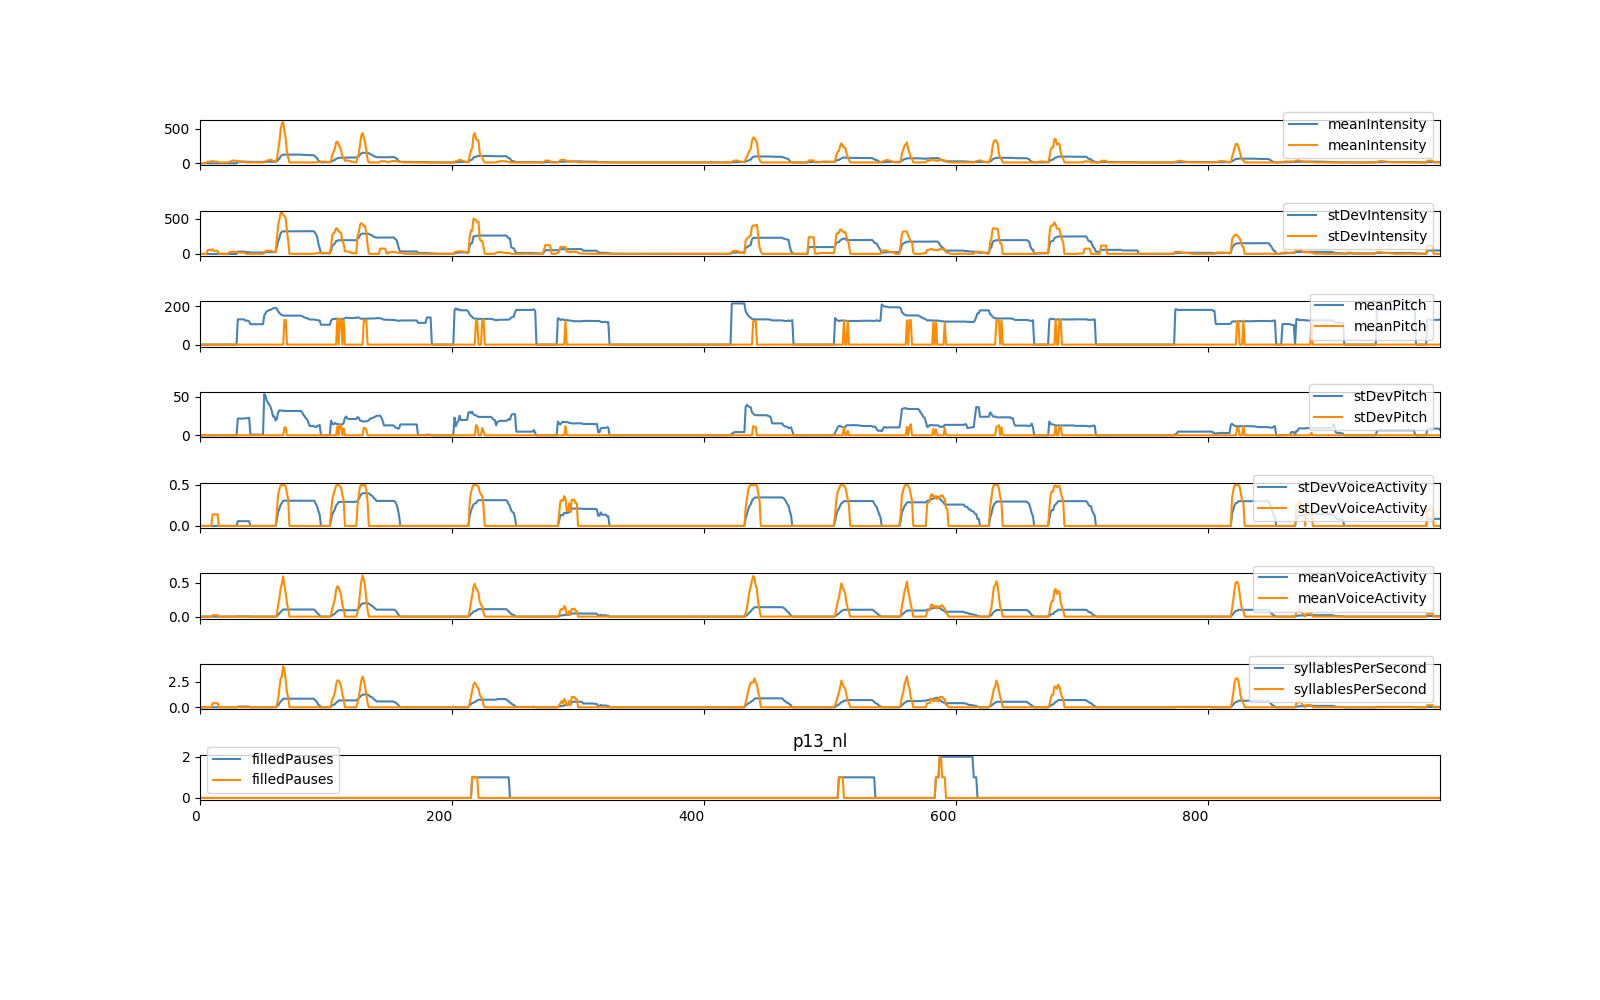 500
0
meanIntensity
meanIntensity
500
0
stDevIntensity
stDevIntensity
200
0
meanPitch
meanPitch
50
0
stDevPitch
stDevPitch
0.5
0.0
stDevVoiceActivity
stDevVoiceActivity
0.5
0.0
meanVoiceActivity
meanVoiceActivity
2.5
0.0
syllablesPerSecond
syllablesPerSecond
p13_nl
2
0
filledPauses
filledPauses
0 200 400 600 800